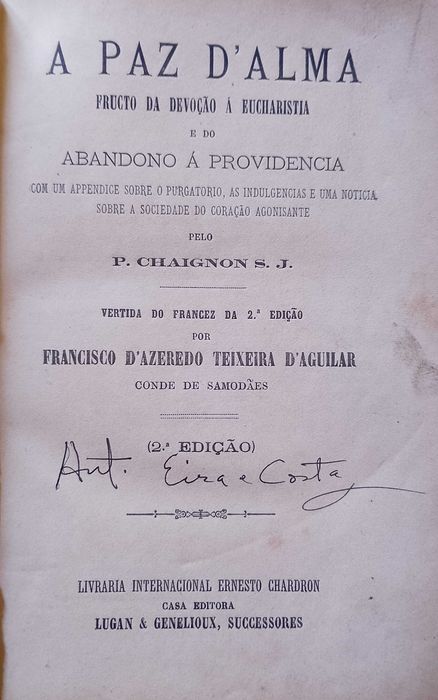 A PAZ D'ALMA
FRUCTO DA DEVOÇÃO Á EUCHARISTIA
E DO
ABANDONO Á PROVIDENCIA
COM UM APPENDICE SOBRE O PURGATORIO, AS INDULGENCIAS E UMA NOTICIA
SOBRE A SOCIEDADE DO CORAÇÃO AGONISANTE
PELO
P. CHAIGNON S. J.
VERTIDA DO FRANCEZ DA 2.ª EDIÇÃO
POR
FRANCISCO D'AZEREDO TEIXEIRA D'AGUILAR
CONDE DE SAMODÃES
(2.ª EDIÇÃO)
Ant. Eira e Costa
LIVRARIA INTERNACIONAL ERNESTO CHARDRON
CASA EDITORA
LUGAN & GENELIOUX, SUCCESSORES